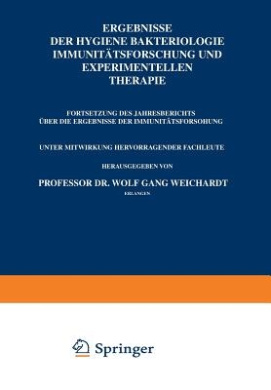 ERGEBNISSE
DER HYGIENE BAKTERIOLOGIE
IMMUNITÄTSFORSCHUNG UND
EXPERIMENTELLEN
THERAPIE
FORTSETZUNG DES JAHRESBERICHTS
ÜBER DIE ERGEBNISSE DER IMMUNITÄTSFORSOHUNG
UNTER MITWIRKUNG HERVORRAGENDER FACHLEUTE
HERAUSGEGEBEN VON
PROFESSOR DR. WOLF GANG WEICHARDT
ERLANGEN
Springer